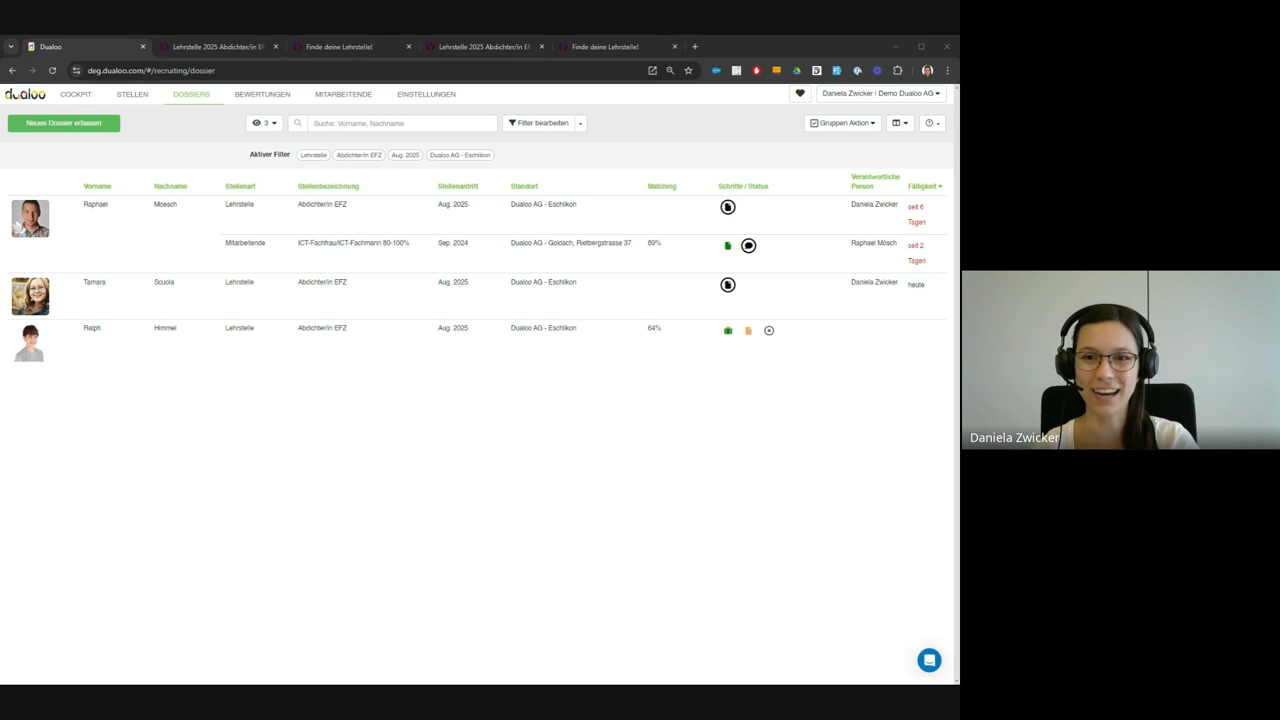 Dualoo
Lehrstelle 2025 Abdichter/in EF
Finde deine Lehrstelle!
Lehrstelle 2025 Abdichter/in EF
Finde deine Lehrstelle!
deg.dualoo.com/#/recruiting/dossier
dualoo
COCKPIT
STELLEN
DOSSIERS
BEWERTUNGEN
MITARBEITENDE
EINSTELLUNGEN
Daniela Zwicker | Demo Dualoo AG
Neues Dossier erfassen
3
Suche: Vorname, Nachname
Filter bearbeiten
Gruppen Aktion
Aktiver Filter Lehrstelle Abdichter/in EFZ Aug. 2025 Dualoo AG - Eschlikon
Vorname Nachname Stellenart Stellenbezeichnung Stellenantritt Standort Matching Schritte / Status Verantwortliche Person Fälligkeit
Raphael Moesch Lehrstelle Abdichter/in EFZ Aug. 2025 Dualoo AG - Eschlikon Daniela Zwicker seit 6 Tagen
Mitarbeitende ICT-Fachfrau/ICT-Fachmann 80-100% Sep. 2024 Dualoo AG - Goldach, Rietbergstrasse 37 89% Raphael Mösch seit 2 Tagen
Tamara Scuola Lehrstelle Abdichter/in EFZ Aug. 2025 Dualoo AG - Eschlikon Daniela Zwicker heute
Ralph Himmel Lehrstelle Abdichter/in EFZ Aug. 2025 Dualoo AG - Eschlikon 64%
Daniela Zwicker